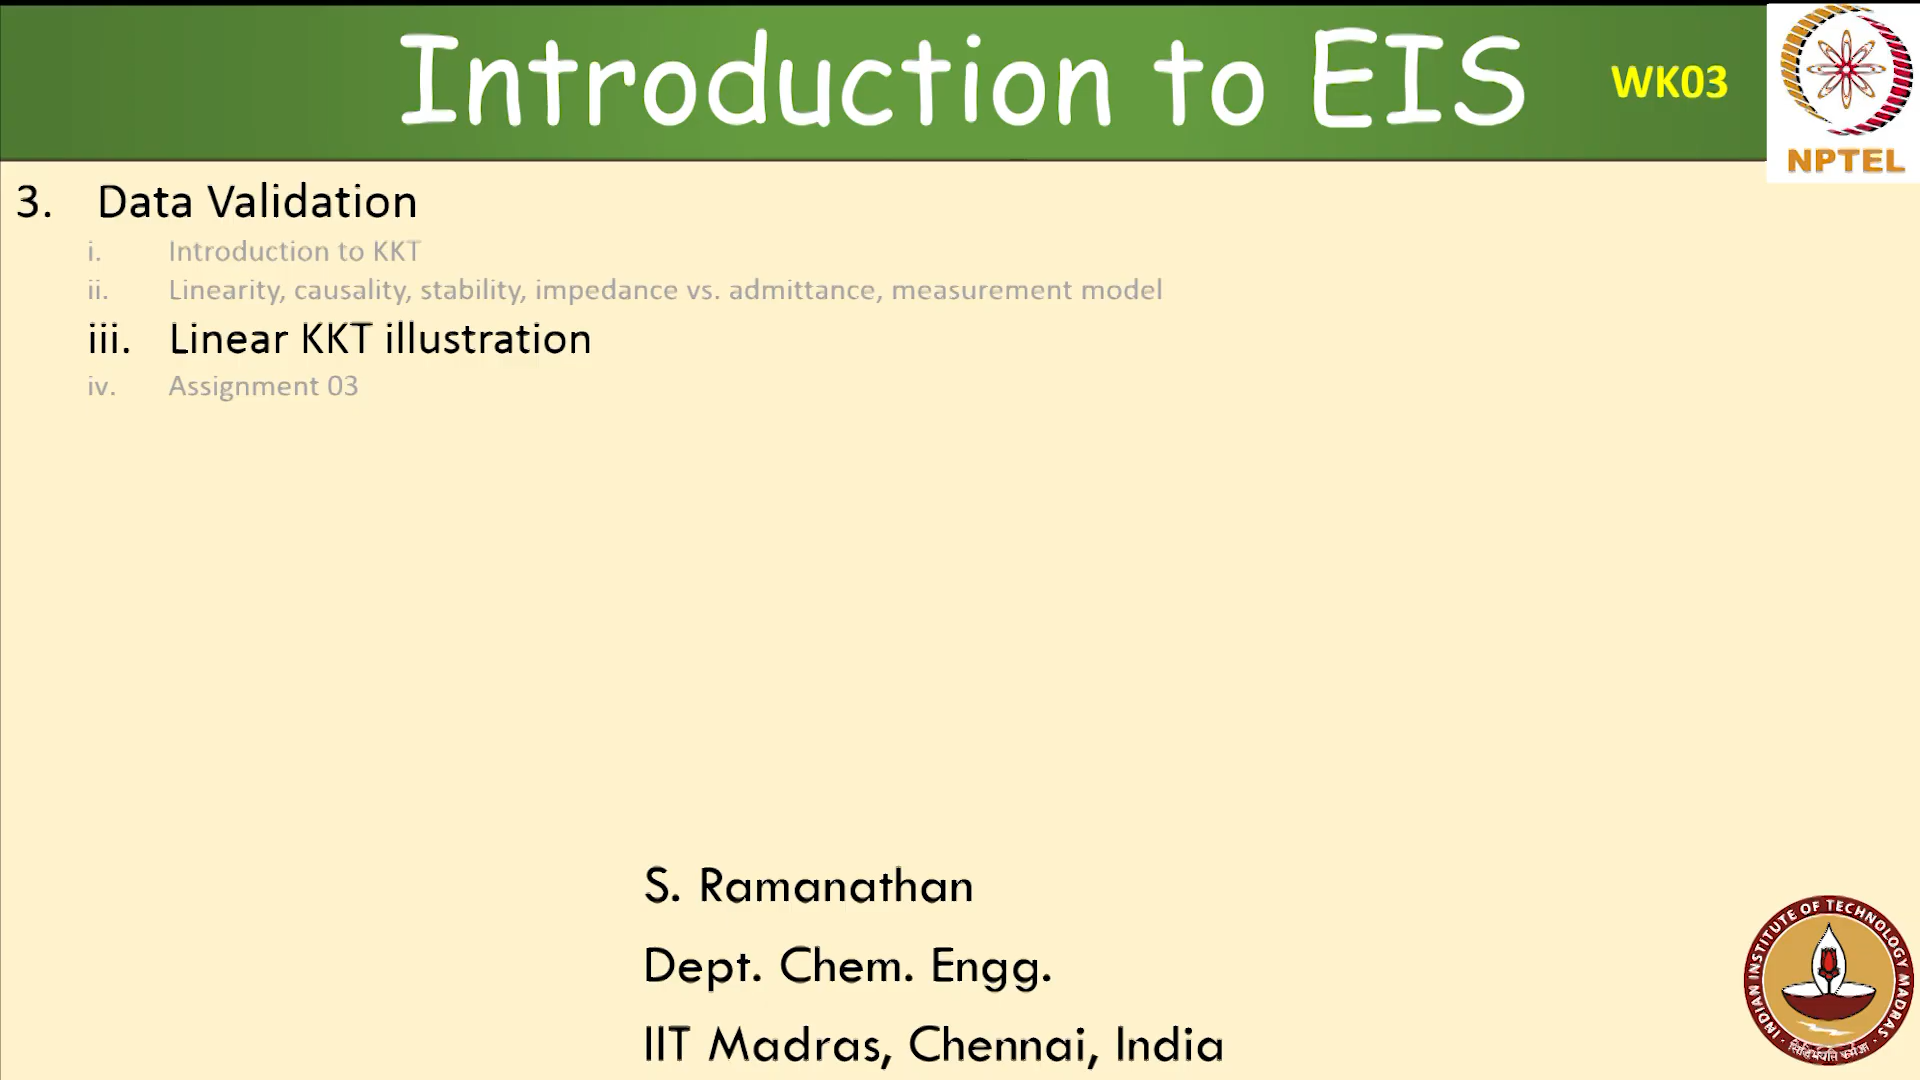 Introduction to EIS
WK03
NPTEL
3. Data Validation
i. Introduction to KKT
ii. Linearity, causality, stability, impedance vs. admittance, measurement model
iii. Linear KKT illustration
iv. Assignment 03
S. Ramanathan
Dept. Chem. Engg.
IIT Madras, Chennai, India
INDIAN INSTITUTE OF TECHNOLOGY MADRAS